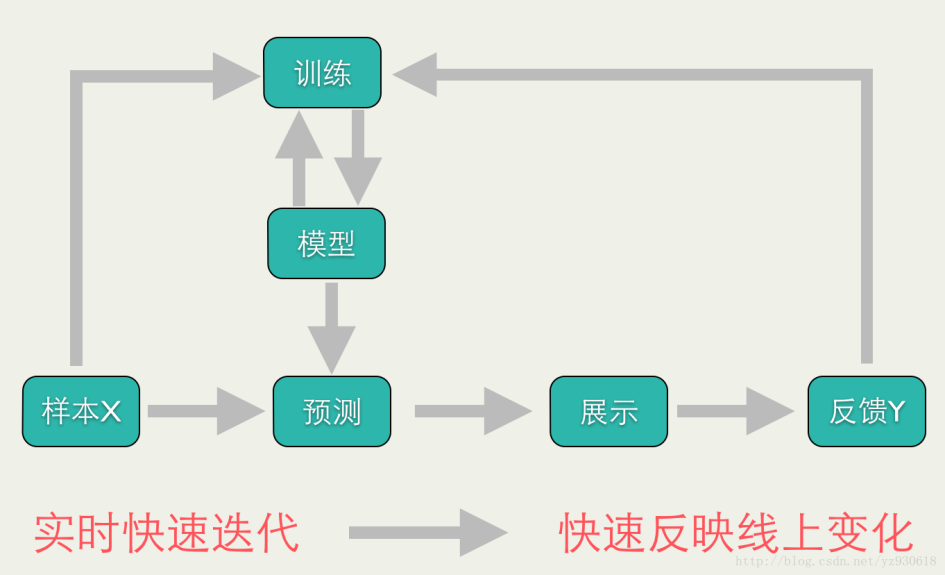 训练
模型
样本X
预测
展示
反馈Y
实时快速迭代
快速反映线上变化
http://blog.csdn.net/yz930618